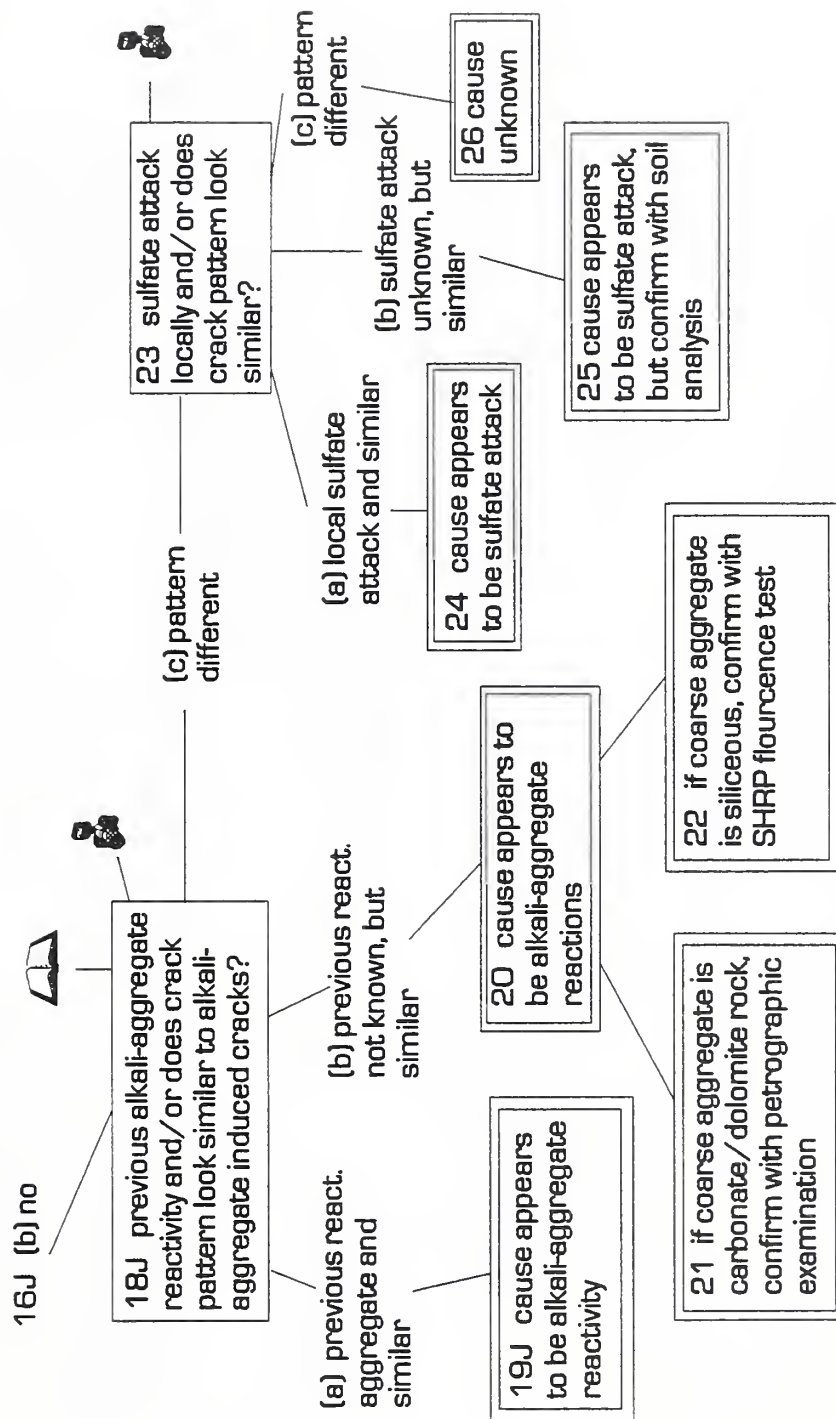 16J (b) no
18J previous alkali-aggregate
reactivity and/or does crack
pattern look similar to alkali-
aggregate induced cracks?
(a) previous react.
aggregate and
similar
19J cause appears
to be alkali-aggregate
reactivity
(b) previous react.
not known, but
similar
20 cause appears to
be alkali-aggregate
reactions
21 if coarse aggregate is
carbonate/dolomite rock,
confirm with petrographic
examination
22 if coarse aggregate
is siliceous, confirm with
SHRP flourcence test
(c) pattern
different
23 sulfate attack
locally and/or does
crack pattern look
similar?
(a) local sulfate
attack and similar
24 cause appears
to be sulfate attack
(b) sulfate attack
unknown, but
similar
25 cause appears
to be sulfate attack,
but confirm with soil
analysis
(c) pattern
different
26 cause
unknown